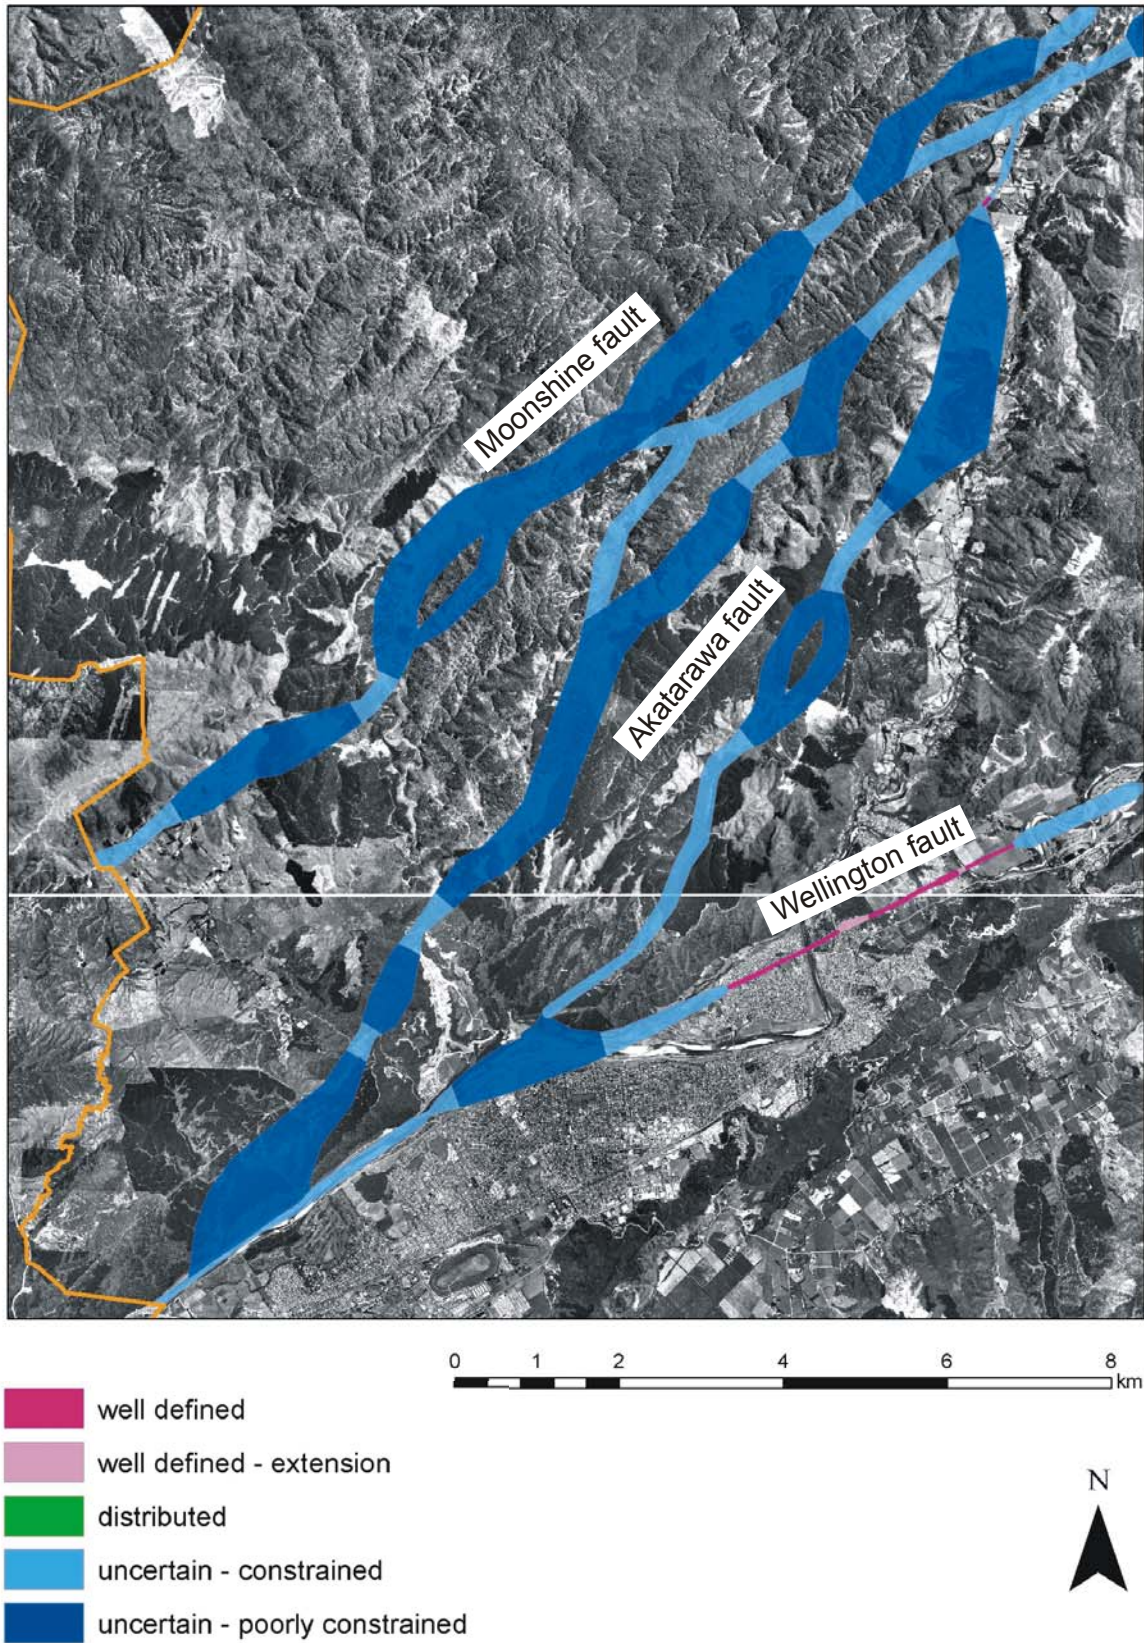 Moonshine fault
Akatarawa fault
Wellington fault
0 1 2 4 6 8
km
well defined
well defined - extension
distributed
uncertain - constrained
uncertain - poorly constrained
N